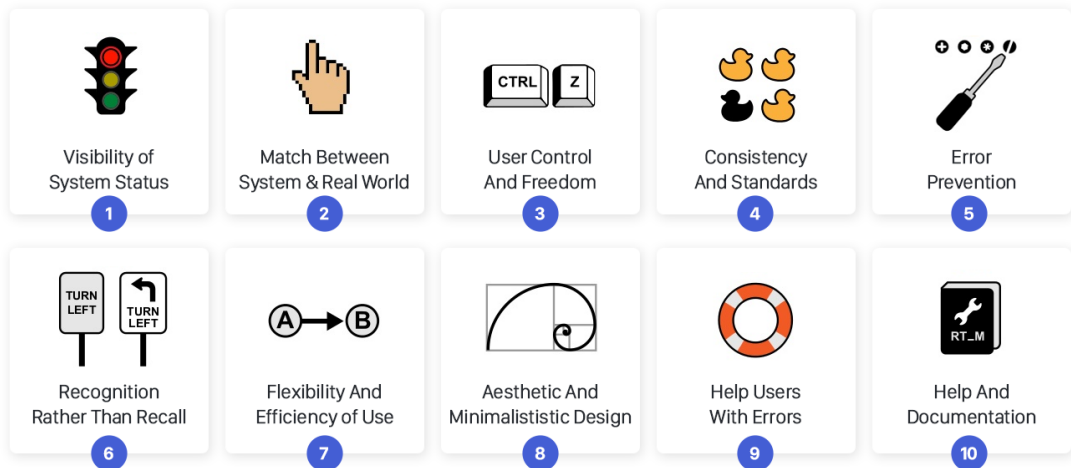 CTRL
Z
Visibility of
System Status
1
Match Between
System & Real World
2
User Control
And Freedom
3
Consistency
And Standards
4
Error
Prevention
5
TURN
LEFT
TURN
LEFT
Recognition
Rather Than Recall
6
A
B
Flexibility And
Efficiency of Use
7
Aesthetic And
Minimalististic Design
8
Help Users
With Errors
9
RT_M
Help And
Documentation
10